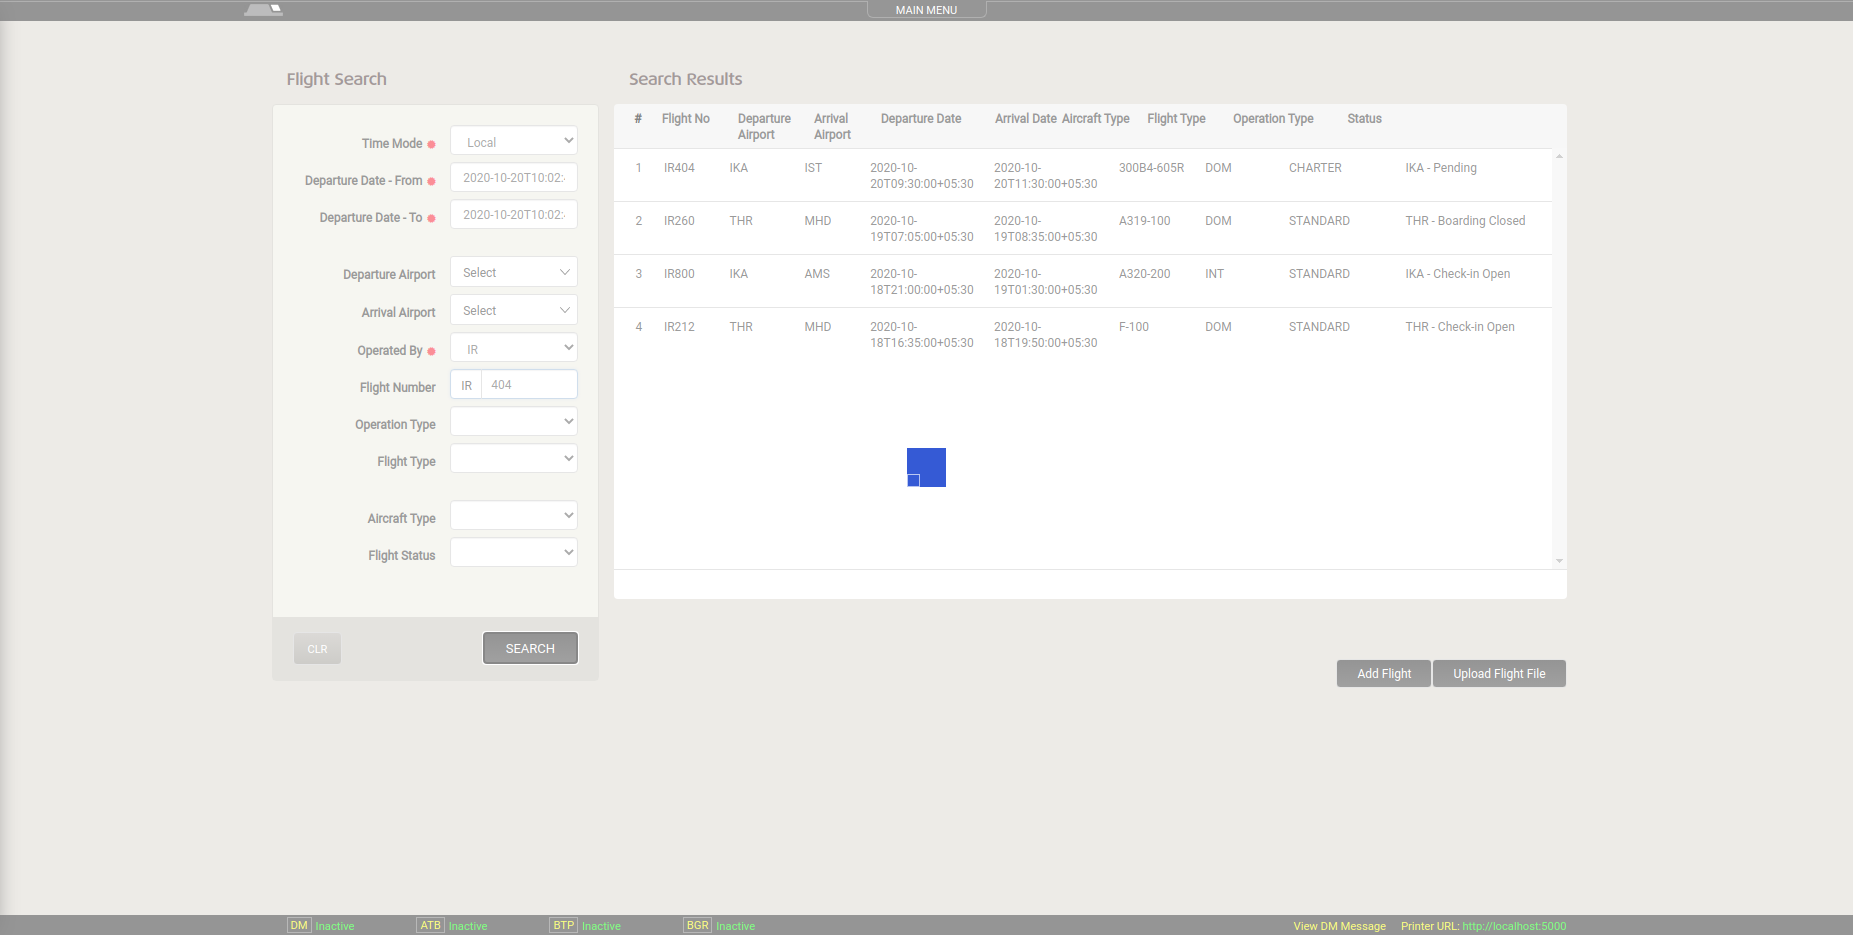 MAIN MENU
Flight Search
Time Mode Local
Departure Date - From 2020-10-20T10:02:
Departure Date - To 2020-10-20T10:02:
Departure Airport Select
Arrival Airport Select
Operated By IR
Flight Number IR 404
Operation Type
Flight Type
Aircraft Type
Flight Status
CLR SEARCH
Search Results
# Flight No Departure Airport Arrival Airport Departure Date Arrival Date Aircraft Type Flight Type Operation Type Status
1 IR404 IKA IST 2020-10-20T09:30:00+05:30 2020-10-20T11:30:00+05:30 300B4-605R DOM CHARTER IKA - Pending
2 IR260 THR MHD 2020-10-19T07:05:00+05:30 2020-10-19T08:35:00+05:30 A319-100 DOM STANDARD THR - Boarding Closed
3 IR800 IKA AMS 2020-10-18T21:00:00+05:30 2020-10-19T01:30:00+05:30 A320-200 INT STANDARD IKA - Check-in Open
4 IR212 THR MHD 2020-10-18T16:35:00+05:30 2020-10-18T19:50:00+05:30 F-100 DOM STANDARD THR - Check-in Open
Add Flight Upload Flight File
DM Inactive ATB Inactive BTP Inactive BGR Inactive View DM Message Printer URL: http://localhost:5000